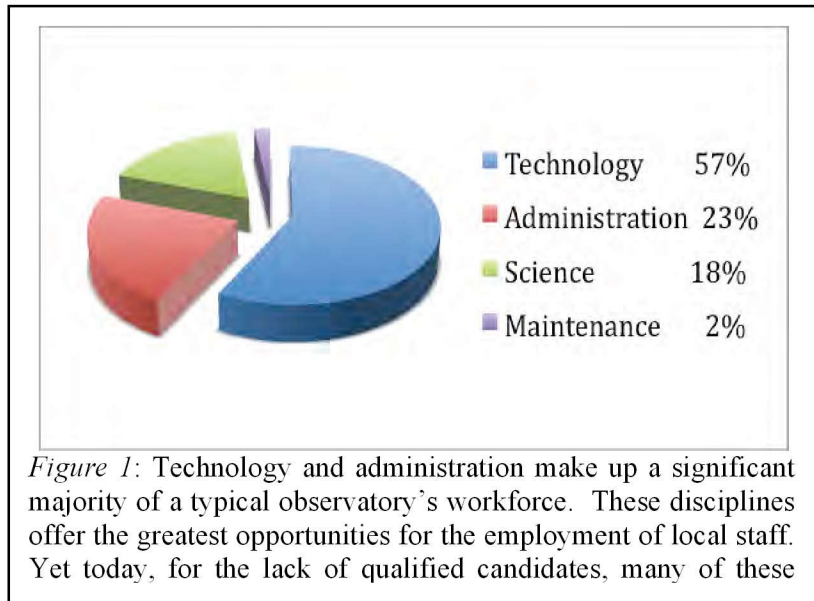 Technology 57%
Administration 23%
Science 18%
Maintenance 2%
Figure 1: Technology and administration make up a significant
majority of a typical observatory's workforce. These disciplines
offer the greatest opportunities for the employment of local staff.
Yet today, for the lack of qualified candidates, many of these